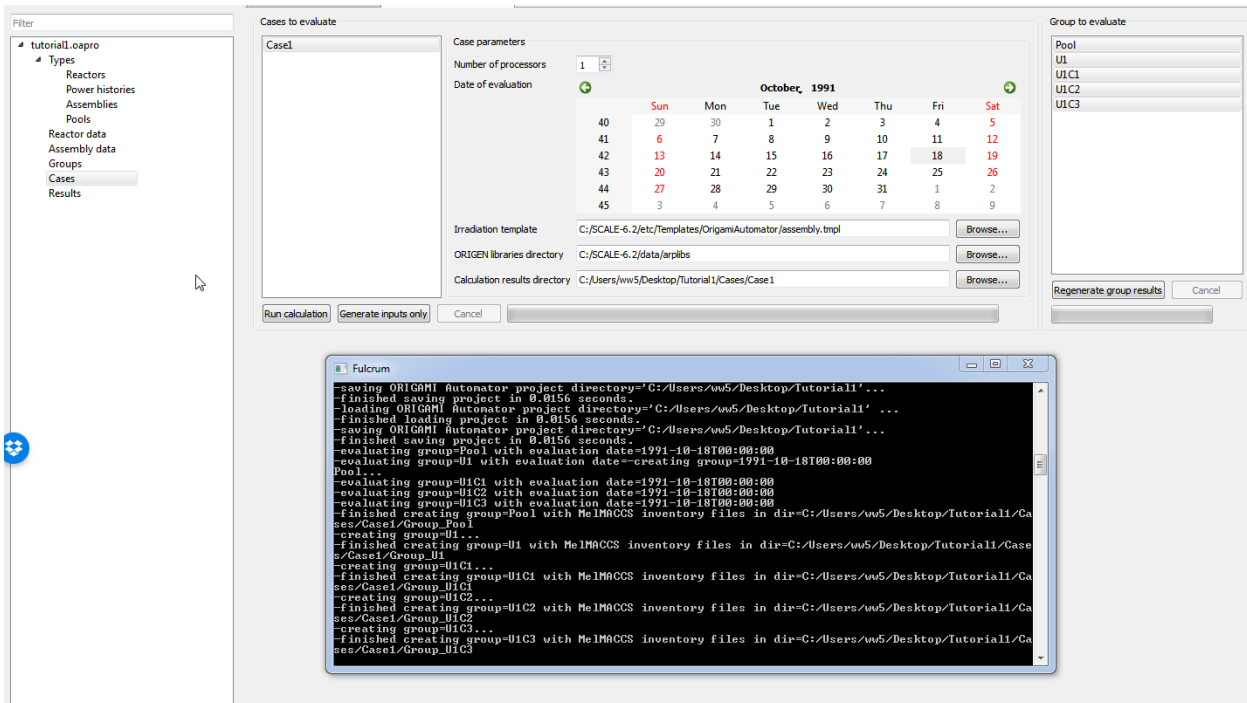 Filter
tutorial1.oapro
Types
Reactors
Power histories
Assemblies
Pools
Reactor data
Assembly data
Groups
Cases
Results
Cases to evaluate
Case1
Case parameters
Number of processors 1
Date of evaluation
October, 1991
Sun Mon Tue Wed Thu Fri Sat
40 29 30 1 2 3 4 5
41 6 7 8 9 10 11 12
42 13 14 15 16 17 18 19
43 20 21 22 23 24 25 26
44 27 28 29 30 31 1 2
45 3 4 5 6 7 8 9
Irradiation template C:/SCALE-6.2/etc/Templates/OrigamiAutomator/assembly.tmpl Browse...
ORIGEN libraries directory C:/SCALE-6.2/data/arplibs Browse...
Calculation results directory C:/Users/ww5/Desktop/Tutorial1/Cases/Case1 Browse...
Run calculation Generate inputs only Cancel
Group to evaluate
Pool
U1
U1C1
U1C2
U1C3
Regenerate group results Cancel
Fulcrum
-saving ORIGAMI Automator project directory='C:/Users/ww5/Desktop/Tutorial1'...
-finished saving project in 0.0156 seconds.
-loading ORIGAMI Automator project directory='C:/Users/ww5/Desktop/Tutorial1' ...
-finished loading project in 0.0156 seconds.
-saving ORIGAMI Automator project directory='C:/Users/ww5/Desktop/Tutorial1'...
-finished saving project in 0.0156 seconds.
-evaluating group=Pool with evaluation date=1991-10-18T00:00:00
-evaluating group=U1 with evaluation date=-creating group=1991-10-18T00:00:00
Pool...
-evaluating group=U1C1 with evaluation date=1991-10-18T00:00:00
-evaluating group=U1C2 with evaluation date=1991-10-18T00:00:00
-evaluating group=U1C3 with evaluation date=1991-10-18T00:00:00
-finished creating group=Pool with MelMACCS inventory files in dir=C:/Users/ww5/Desktop/Tutorial1/Ca
ses/Case1/Group_Pool
-creating group=U1...
-finished creating group=U1 with MelMACCS inventory files in dir=C:/Users/ww5/Desktop/Tutorial1/Case
s/Case1/Group_U1
-creating group=U1C1...
-finished creating group=U1C1 with MelMACCS inventory files in dir=C:/Users/ww5/Desktop/Tutorial1/Ca
ses/Case1/Group_U1C1
-creating group=U1C2...
-finished creating group=U1C2 with MelMACCS inventory files in dir=C:/Users/ww5/Desktop/Tutorial1/Ca
ses/Case1/Group_U1C2
-creating group=U1C3...
-finished creating group=U1C3 with MelMACCS inventory files in dir=C:/Users/ww5/Desktop/Tutorial1/Ca
ses/Case1/Group_U1C3